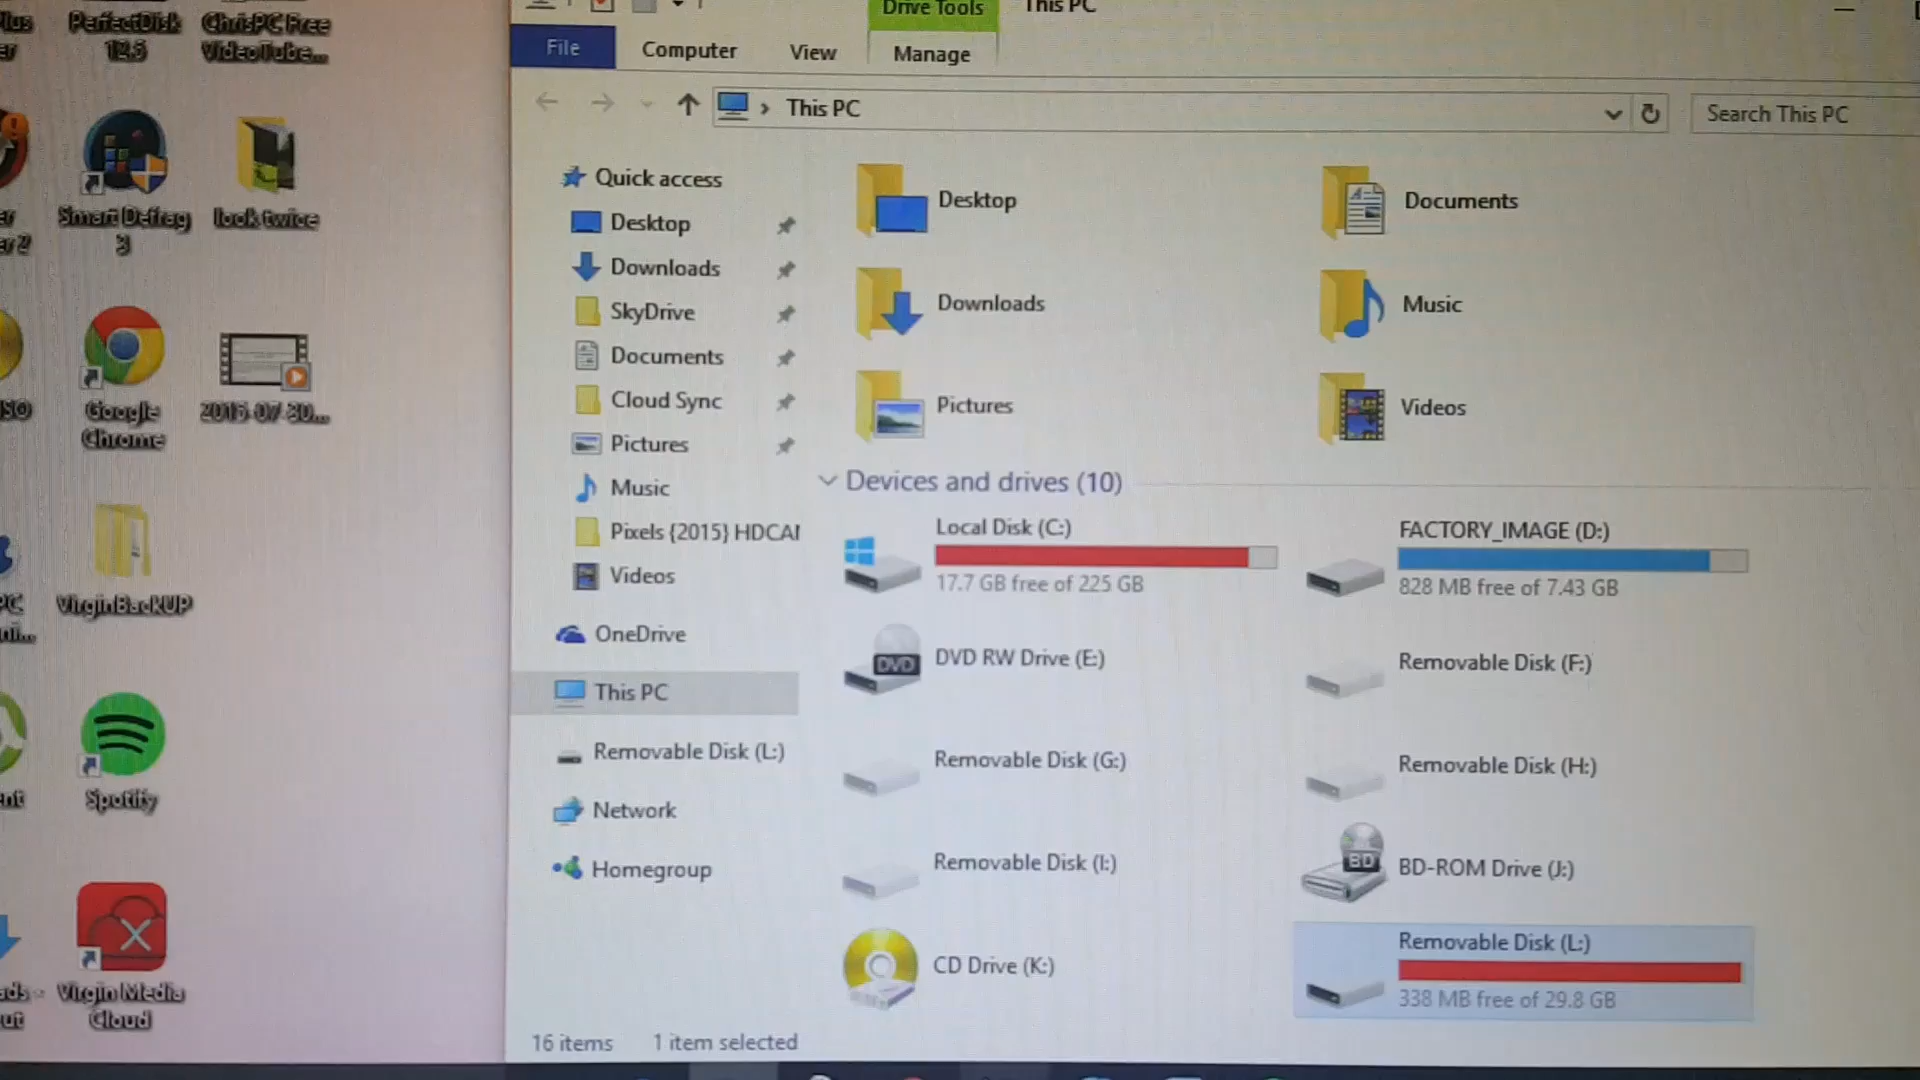 PerfectDisk
12.5
ChrisPC Free
VideoTube...
Smart Defrag
3
look twice
Google
Chrome
2015-07-30...
VirginBackUP
Spotify
Virgin Media
Cloud
Drive Tools
This PC
File
Computer
View
Manage
This PC
Search This PC
Quick access
Desktop
Downloads
SkyDrive
Documents
Cloud Sync
Pictures
Music
Pixels {2015} HDCAM
Videos
OneDrive
This PC
Removable Disk (L:)
Network
Homegroup
Desktop
Documents
Downloads
Music
Pictures
Videos
Devices and drives (10)
Local Disk (C:)
17.7 GB free of 225 GB
FACTORY_IMAGE (D:)
828 MB free of 7.43 GB
DVD
DVD RW Drive (E:)
Removable Disk (F:)
Removable Disk (G:)
Removable Disk (H:)
Removable Disk (I:)
BD
BD-ROM Drive (J:)
CD Drive (K:)
Removable Disk (L:)
338 MB free of 29.8 GB
16 items
1 item selected